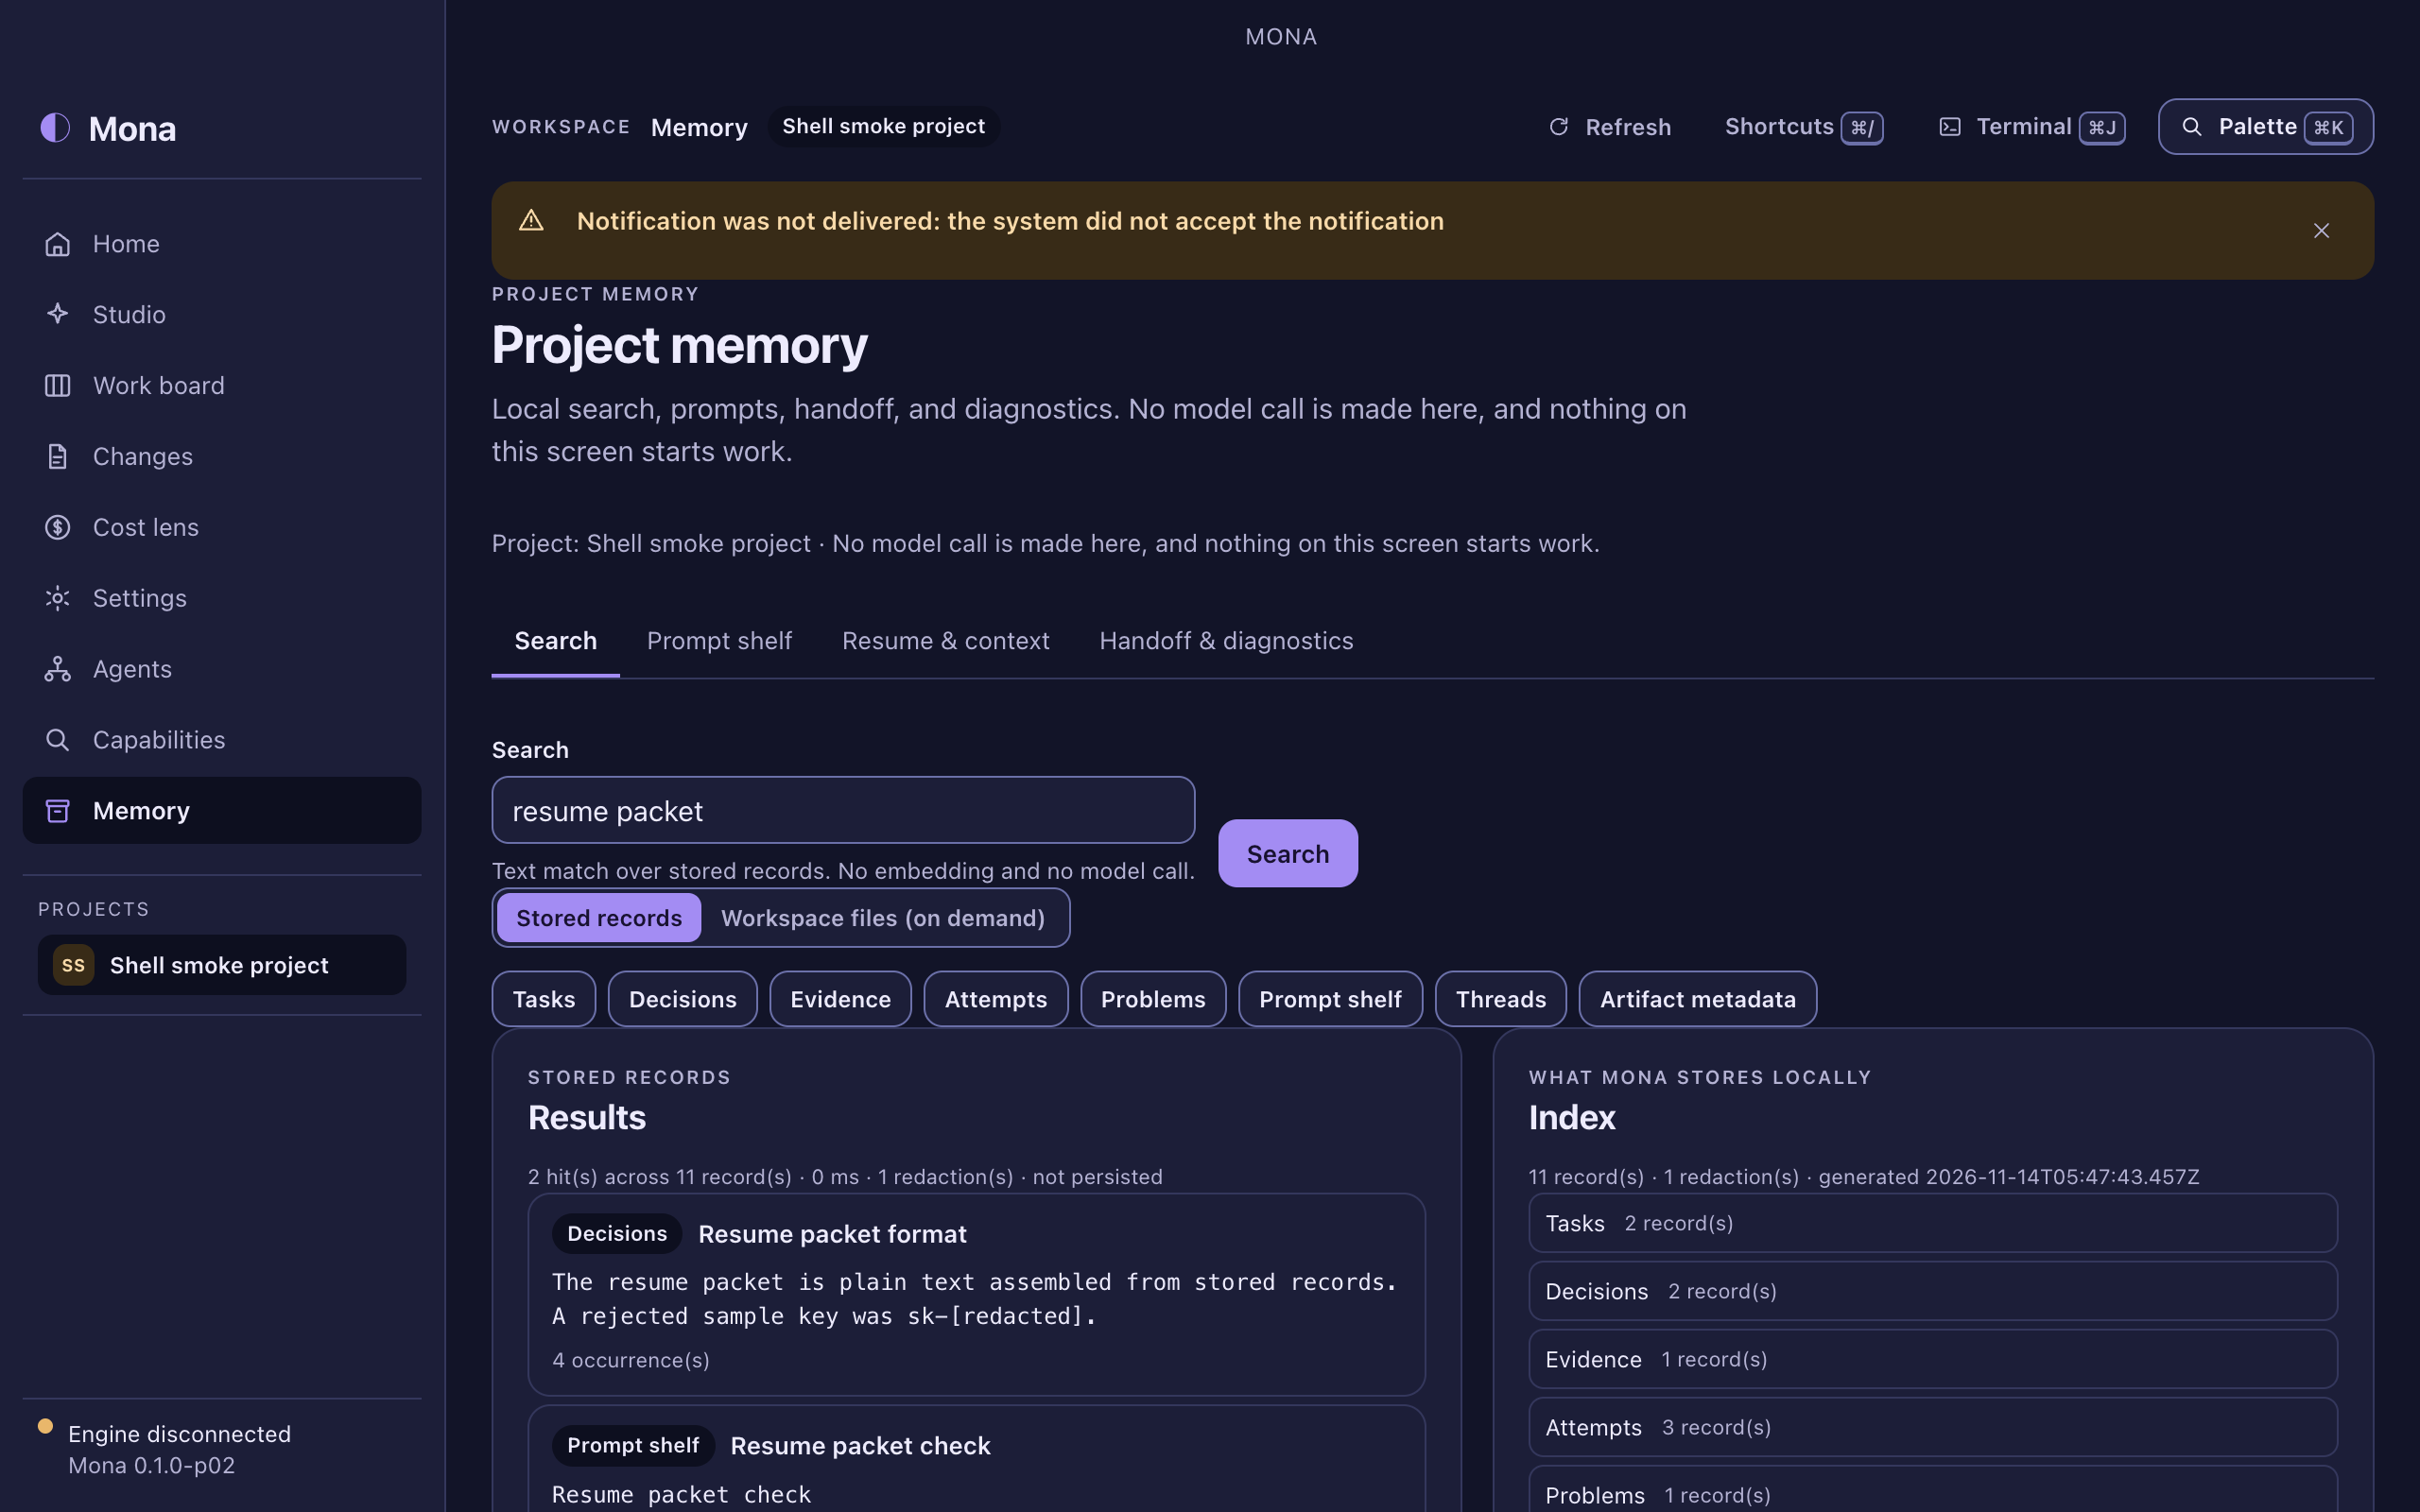 MONA
Mona
Home
Studio
Work board
Changes
Cost lens
Settings
Agents
Capabilities
Memory
PROJECTS
SS Shell smoke project
Engine disconnected
Mona 0.1.0-p02
WORKSPACE Memory Shell smoke project
Refresh Shortcuts ⌘/ Terminal ⌘J Palette ⌘K
Notification was not delivered: the system did not accept the notification
PROJECT MEMORY
Project memory
Local search, prompts, handoff, and diagnostics. No model call is made here, and nothing on
this screen starts work.
Project: Shell smoke project · No model call is made here, and nothing on this screen starts work.
Search Prompt shelf Resume & context Handoff & diagnostics
Search
resume packet
Search
Text match over stored records. No embedding and no model call.
Stored records Workspace files (on demand)
Tasks Decisions Evidence Attempts Problems Prompt shelf Threads Artifact metadata
STORED RECORDS
Results
2 hit(s) across 11 record(s) · 0 ms · 1 redaction(s) · not persisted
Decisions Resume packet format
The resume packet is plain text assembled from stored records.
A rejected sample key was sk-[redacted].
4 occurrence(s)
Prompt shelf Resume packet check
Resume packet check
WHAT MONA STORES LOCALLY
Index
11 record(s) · 1 redaction(s) · generated 2026-11-14T05:47:43.457Z
Tasks 2 record(s)
Decisions 2 record(s)
Evidence 1 record(s)
Attempts 3 record(s)
Problems 1 record(s)